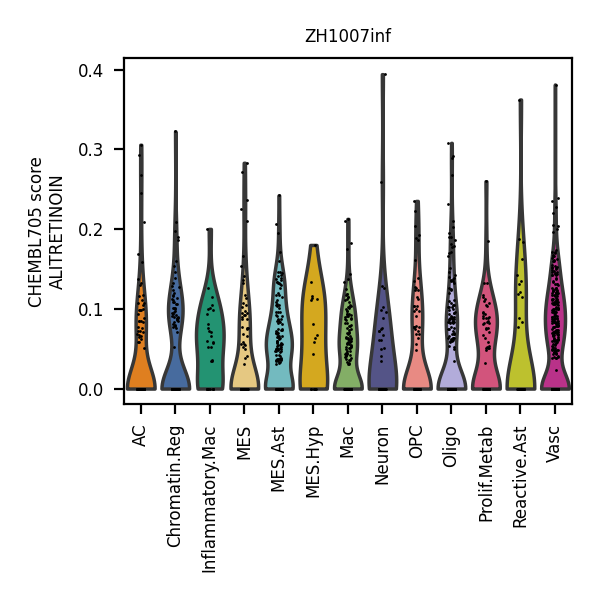 ZH1007inf
CHEMBL705 score
ALITRETINOIN
0.4
0.3
0.2
0.1
0.0
AC
Chromatin.Reg
Inflammatory.Mac
MES
MES.Ast
MES.Hyp
Mac
Neuron
OPC
Oligo
Prolif.Metab
Reactive.Ast
Vasc